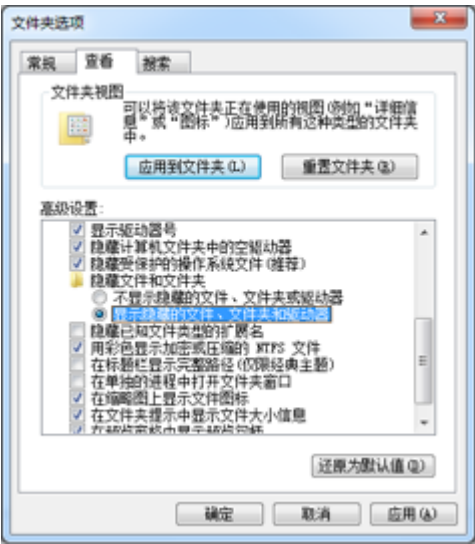 文件夹选项
常规
查看
搜索
文件夹视图
可以将该文件夹正在使用的视图(例如“详细信
息”或“图标”)应用到所有这种类型的文件夹
中。
应用到文件夹(L)
重置文件夹(R)
高级设置:
显示驱动器号
隐藏计算机文件夹中的空驱动器
隐藏受保护的操作系统文件(推荐)
隐藏文件和文件夹
不显示隐藏的文件、文件夹或驱动器
显示隐藏的文件、文件夹和驱动器
隐藏已知文件类型的扩展名
用彩色显示加密或压缩的 NTFS 文件
在标题栏显示完整路径(仅限经典主题)
在单独的进程中打开文件夹窗口
在缩略图上显示文件图标
在文件夹提示中显示文件大小信息
在预览窗格中显示预览句柄
还原为默认值(D)
确定
取消
应用(A)